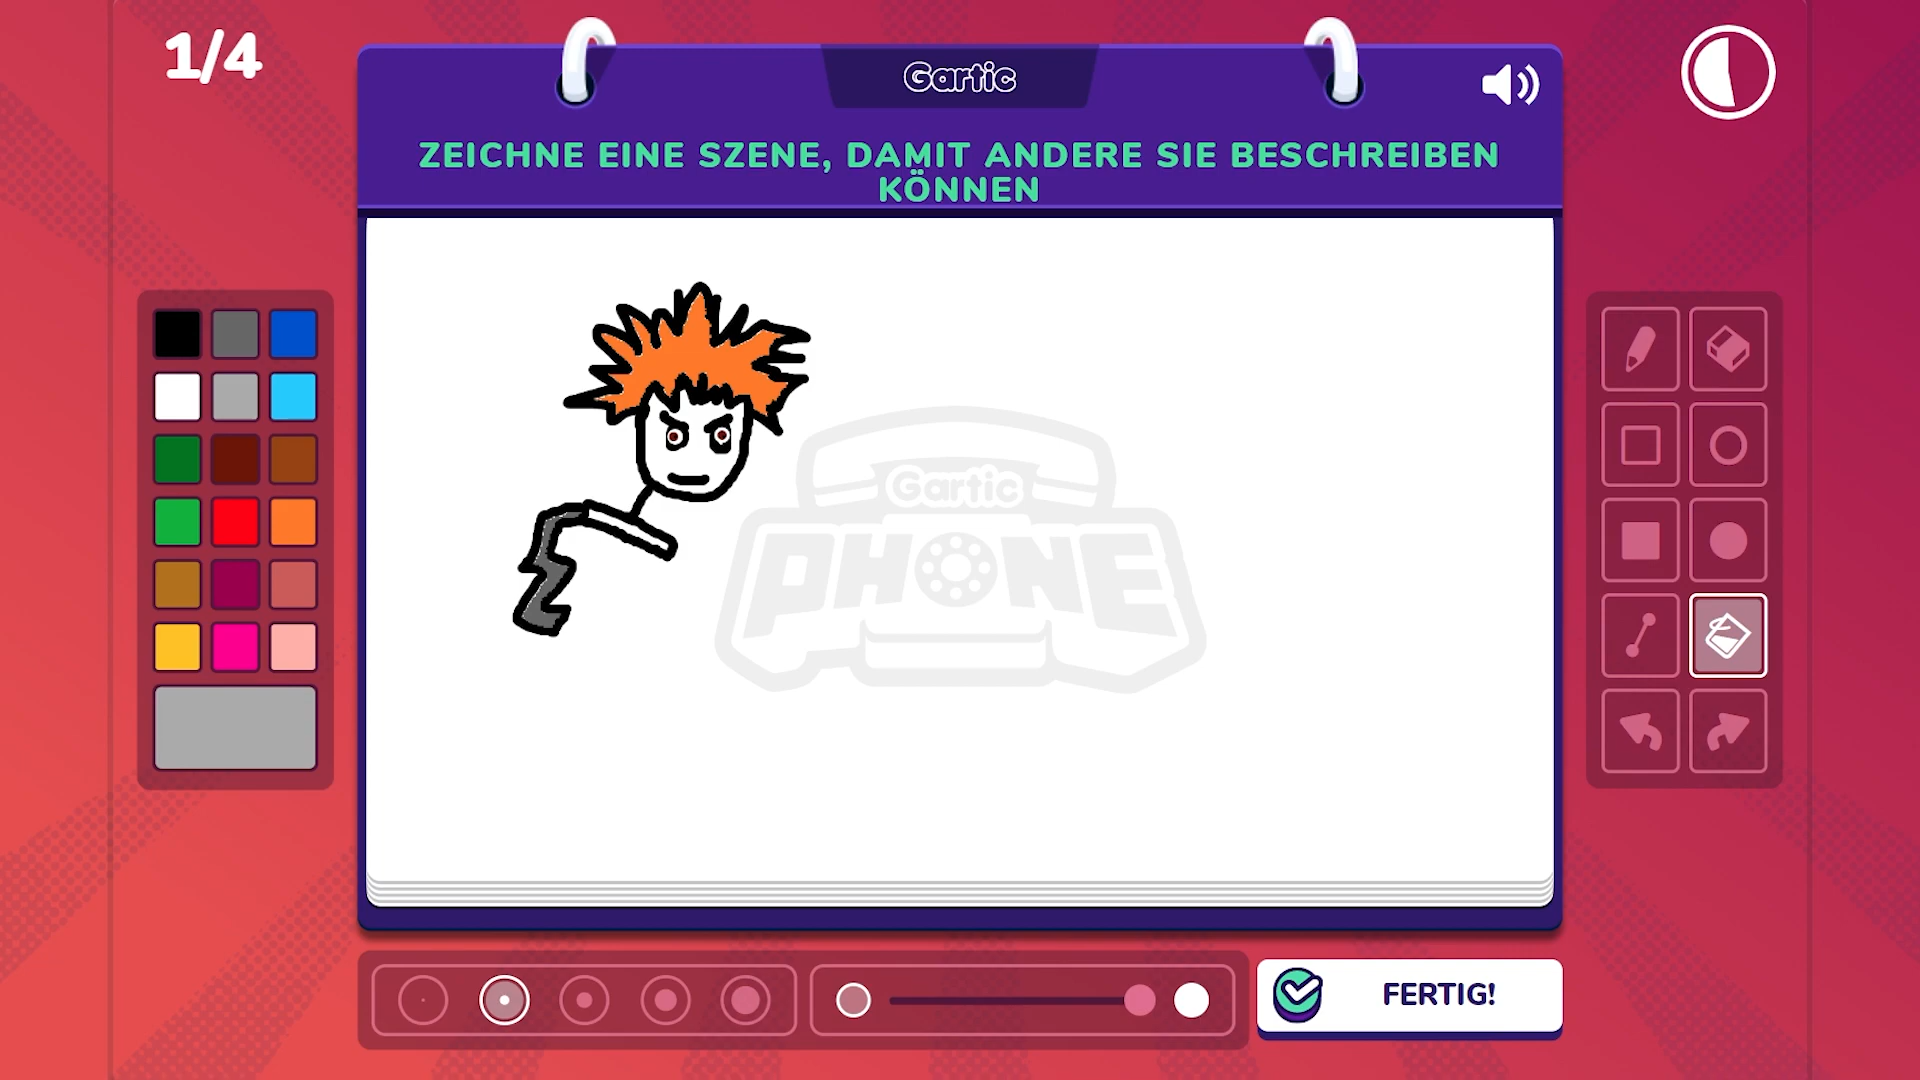 1/4
Gartic
ZEICHNE EINE SZENE, DAMIT ANDERE SIE BESCHREIBEN
KÖNNEN
Gartic
PHONE
FERTIG!